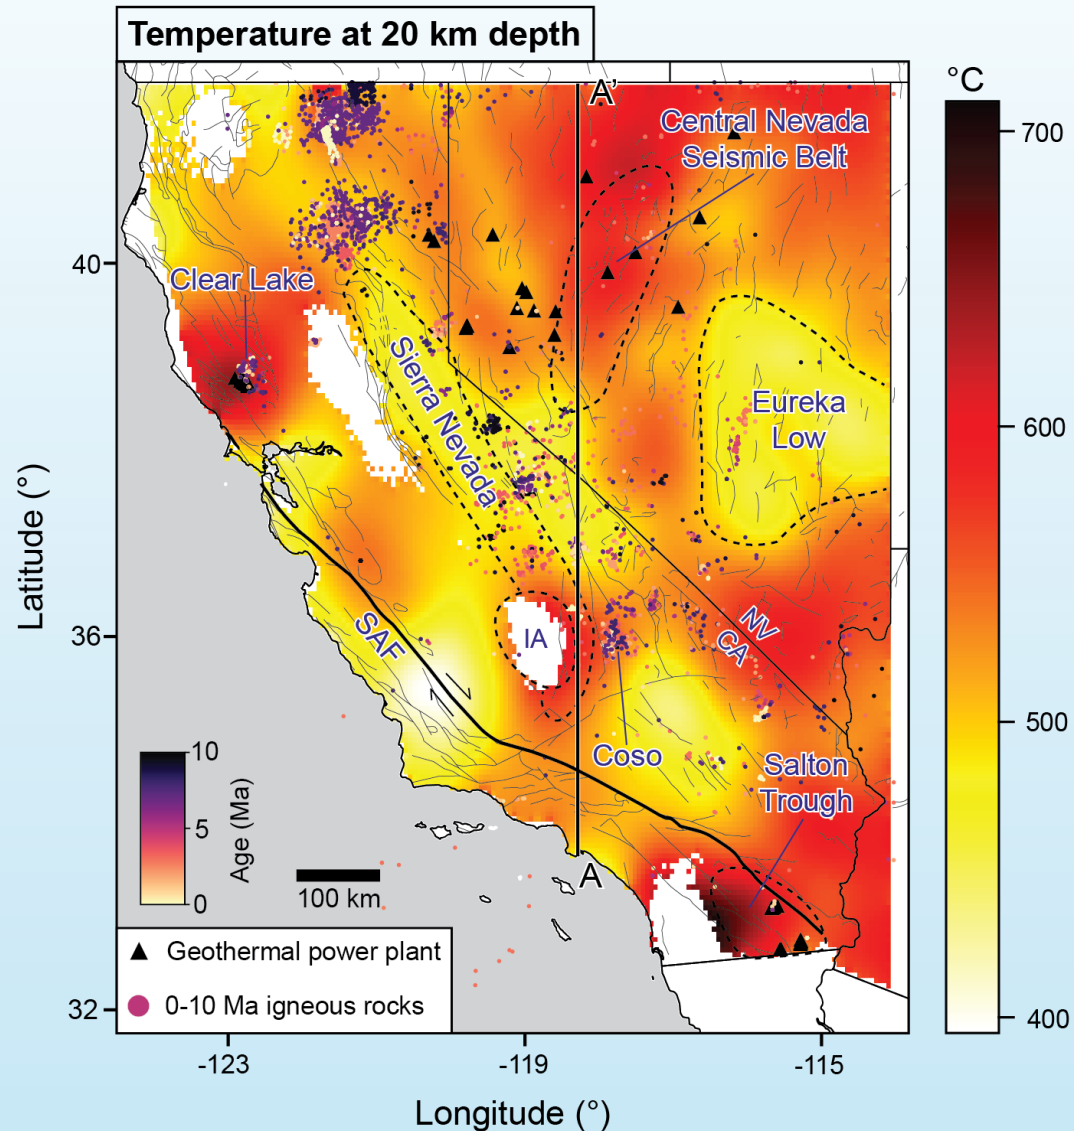 Temperature at 20 km depth
°C
A'
Central Nevada
Seismic Belt
700
40
Clear Lake
Sierra Nevada
Eureka
Low
600
Latitude (°)
36
SAF
IA
NV
CA
500
Coso
Salton
Trough
10
5
0
Age (Ma)
100 km
A
Geothermal power plant
0-10 Ma igneous rocks
32
400
-123
-119
-115
Longitude (°)